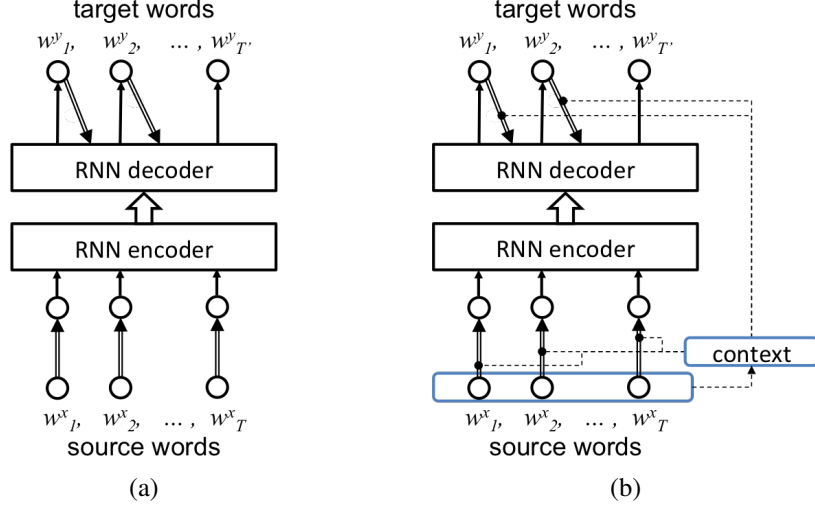 target words
w^y_1, w^y_2, ... , w^y_T'
RNN decoder
RNN encoder
w^x_1, w^x_2, ... , w^x_T
source words
(a)
target words
w^y_1, w^y_2, ... , w^y_T'
RNN decoder
RNN encoder
context
w^x_1, w^x_2, ... , w^x_T
source words
(b)